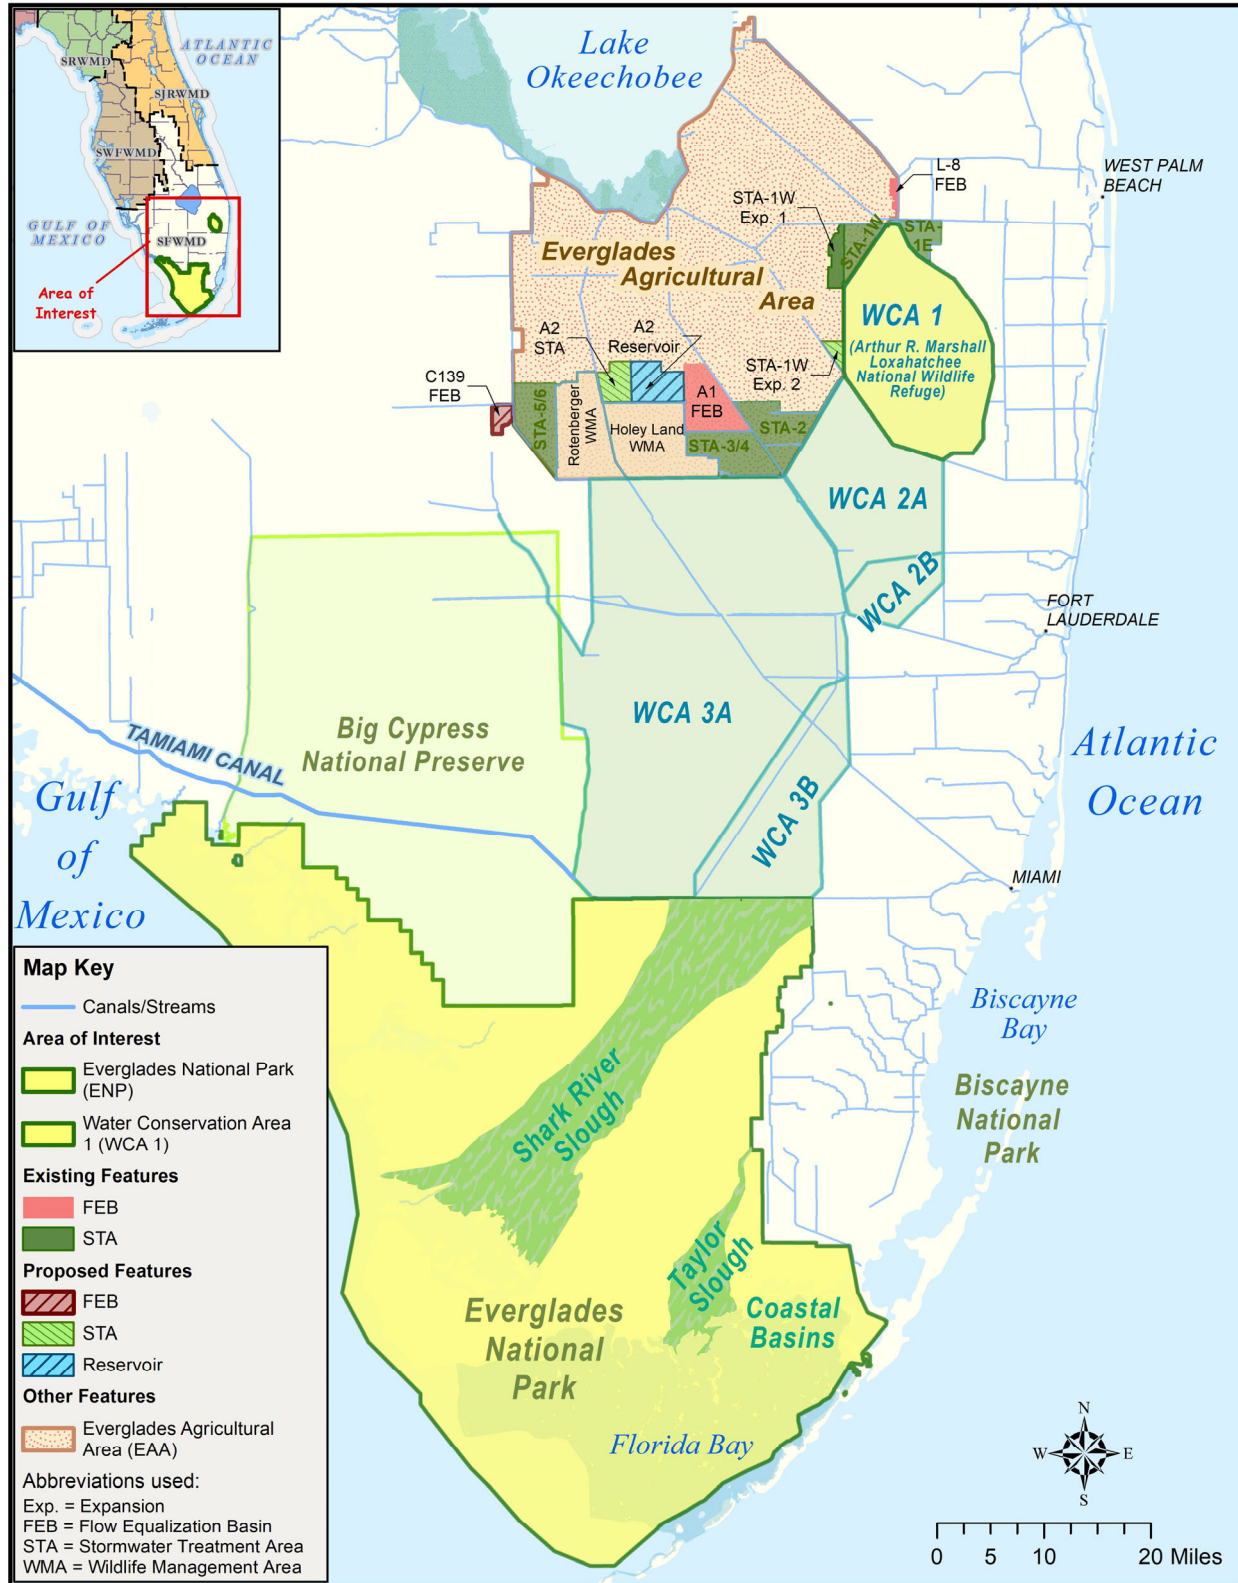 ATLANTIC
OCEAN
SRWMD
SJRWMD
SWFWMD
GULF OF
MEXICO
SFWMD
Area of
Interest
Lake
Okeechobee
L-8
FEB
WEST PALM
BEACH
STA-1W
Exp. 1
STA-1W
STA-
1E
Everglades
Agricultural
Area
WCA 1
(Arthur R. Marshall
Loxahatchee
National Wildlife
Refuge)
A2
STA
A2
Reservoir
STA-1W
Exp. 2
C139
FEB
A1
FEB
STA-5/6
Rotenberger
WMA
Holey Land
WMA
STA-2
STA-3/4
WCA 2A
WCA 2B
FORT
LAUDERDALE
WCA 3A
Big Cypress
National Preserve
TAMIAMI CANAL
WCA 3B
Atlantic
Ocean
Gulf
of
Mexico
MIAMI
Biscayne
Bay
Biscayne
National
Park
Shark River
Slough
Taylor
Slough
Coastal
Basins
Everglades
National
Park
Florida Bay
Map Key
Canals/Streams
Area of Interest
Everglades National Park
(ENP)
Water Conservation Area
1 (WCA 1)
Existing Features
FEB
STA
Proposed Features
FEB
STA
Reservoir
Other Features
Everglades Agricultural
Area (EAA)
Abbreviations used:
Exp. = Expansion
FEB = Flow Equalization Basin
STA = Stormwater Treatment Area
WMA = Wildlife Management Area
N
W E
S
0 5 10 20 Miles